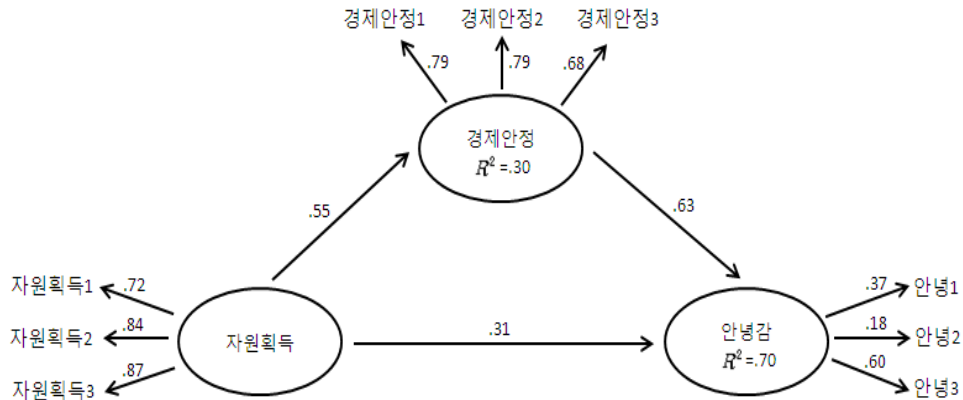 경제안정1 경제안정2 경제안정3
.79 .79 .68
경제안정
R² =.30
.55 .63
자원획득1 .72 .37 안녕1
자원획득2 .84 자원획득 .31 안녕감 .18 안녕2
R² =.70
자원획득3 .87 .60 안녕3